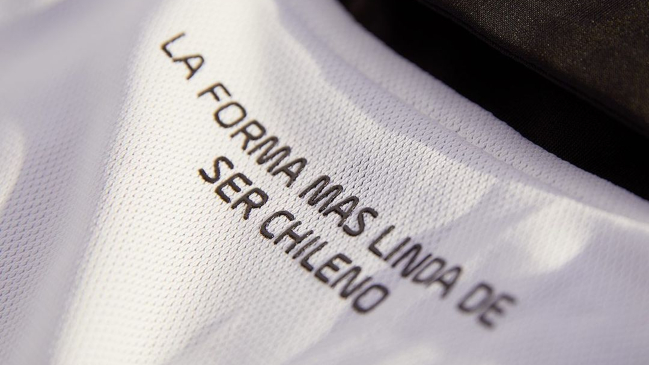 LA FORMA MAS LINDA DE
SER CHILENO